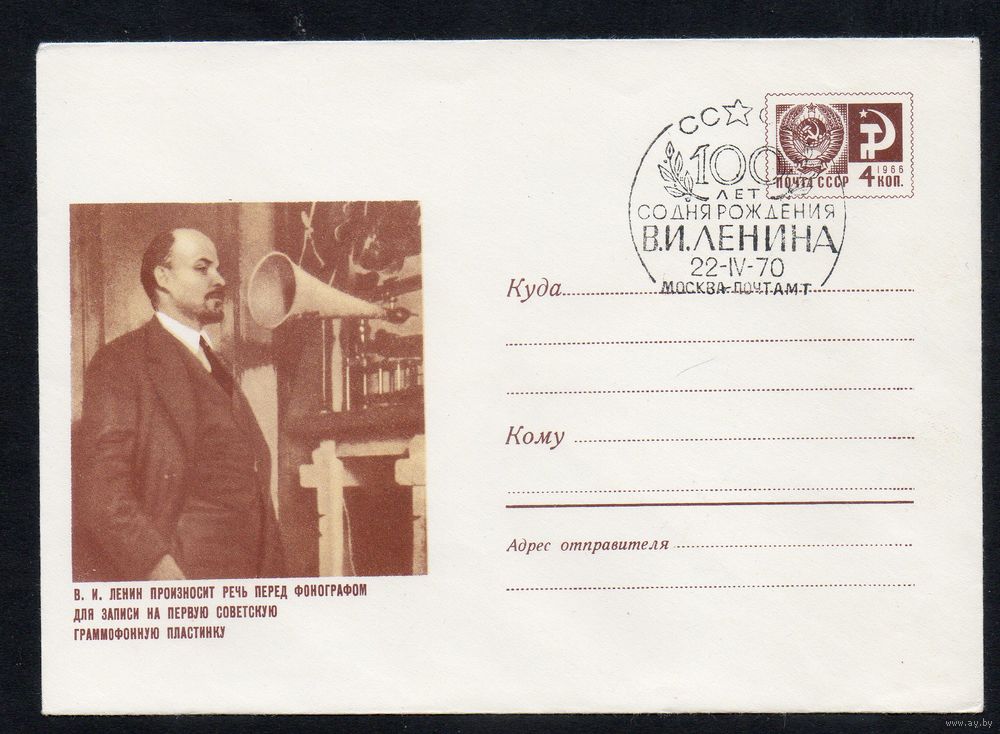 СС☆С
100
ЛЕТ
СО ДНЯ РОЖДЕНИЯ
В.И.ЛЕНИНА
22-IV-70
МОСКВА-ПОЧТАМТ
1966
ПОЧТА СССР 4 КОП.
Куда
Кому
Адрес отправителя
В. И. ЛЕНИН ПРОИЗНОСИТ РЕЧЬ ПЕРЕД ФОНОГРАФОМ
ДЛЯ ЗАПИСИ НА ПЕРВУЮ СОВЕТСКУЮ
ГРАММОФОННУЮ ПЛАСТИНКУ
www.ay.by